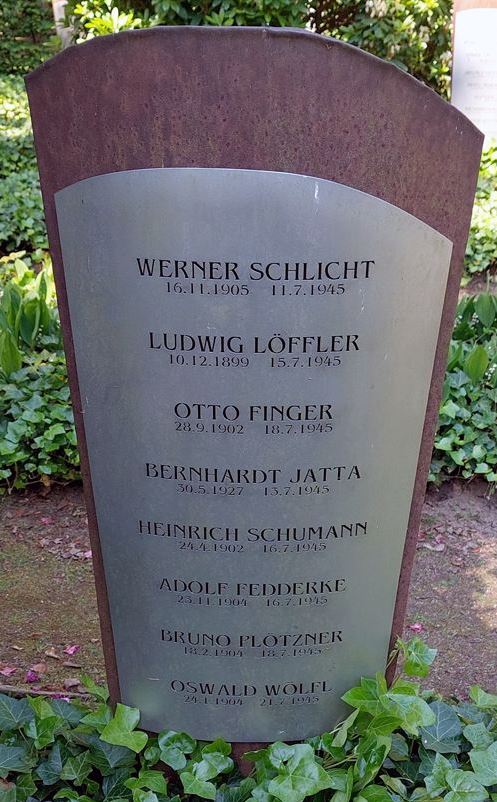 WERNER SCHLICHT
16.11.1905 11.7.1945
LUDWIG LÖFFLER
10.12.1899 15.7.1945
OTTO FINGER
28.9.1902 18.7.1945
BERNHARDT JATTA
30.5.1927 13.7.1945
HEINRICH SCHUMANN
24.4.1902 16.7.1945
ADOLF FEDDERKE
23.11.1904 16.7.1945
BRUNO PLÖTZNER
18.2.1904 18.7.1945
OSWALD WÖLFL
24.1.1904 21.7.1945